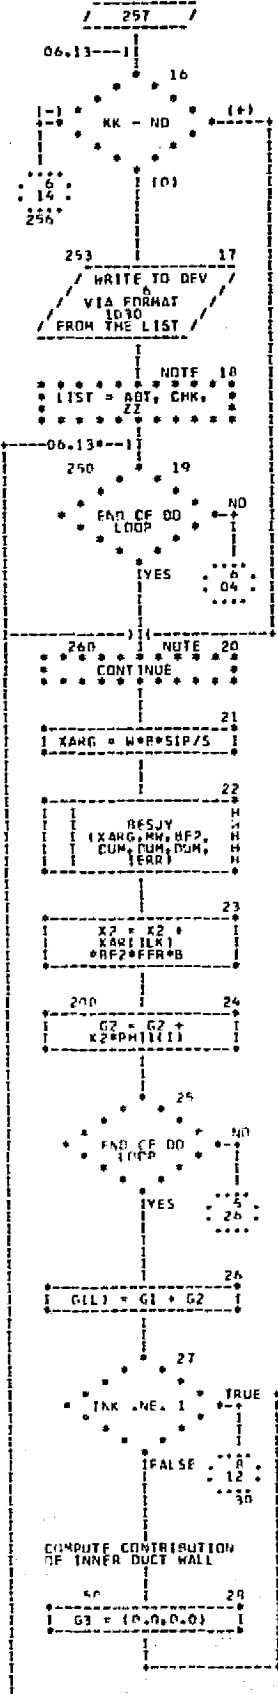 / 257 /
06.13---
16
(-) KK - ND (+)
6
14
256
(0)
253 17
WRITE TO DEV
6
VIA FORMAT
1030
FROM THE LIST
NOTE 18
LIST = ADT, CHK,
ZZ
06.13*--
250 19
END OF DO
LOOP
NO
YES
6
04
260 NOTE 20
CONTINUE
21
XARG = W*B*SIP/S
22
BESJY
(XARG,MW,BF2,
DUM,DUM,DUM,
IERR)
23
X2 = X2 +
KAR(ILK)
*BF2*FFR*B
200 24
G2 = G2 +
X2*PHI1(I)
25
END OF DO
LOOP
NO
YES
5
26
26
G(L) = G1 + G2
27
INK .NE. 1
TRUE
FALSE
8
12
30
COMPUTE CONTRIBUTION
OF INNER DUCT WALL
50 28
G3 = (0.0,0.0)